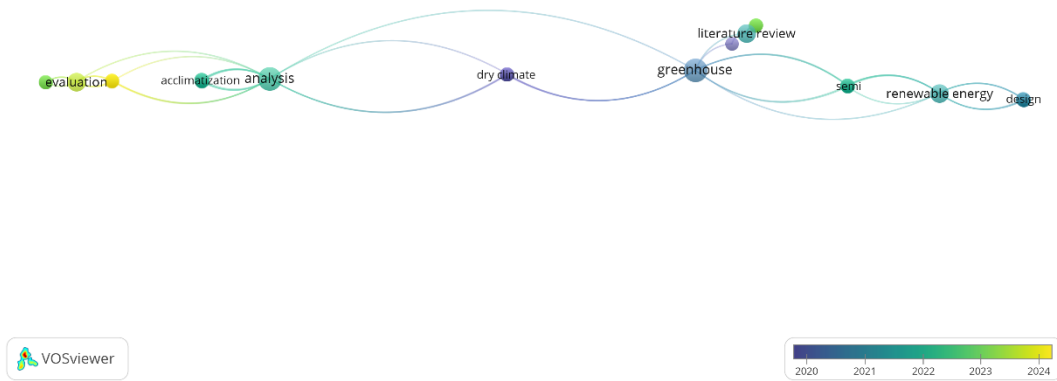 literature review
greenhouse
dry climate
analysis
acclimatization
evaluation
semi
renewable energy
design
VOSviewer
2020 2021 2022 2023 2024